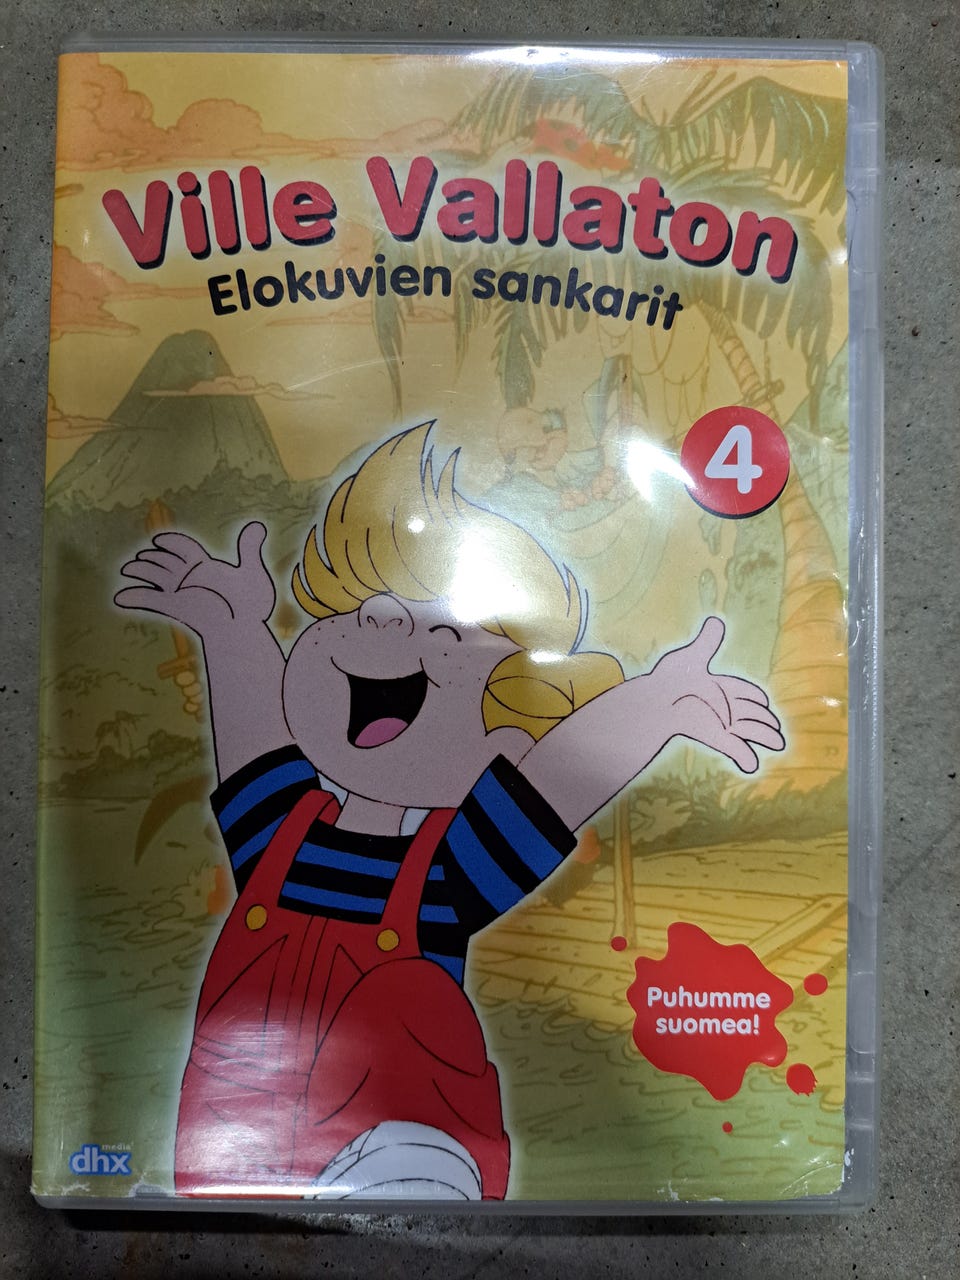 Ville Vallaton
Elokuvien sankarit
4
Puhumme
suomea!
dhx media